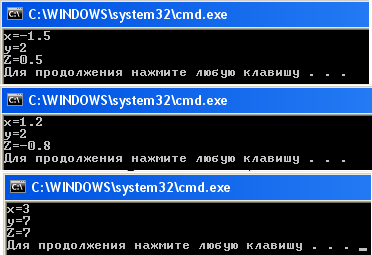 C:\WINDOWS\system32\cmd.exe
x=-1.5
y=2
Z=0.5
Для продолжения нажмите любую клавишу . . .
C:\WINDOWS\system32\cmd.exe
x=1.2
y=2
Z=-0.8
Для продолжения нажмите любую клавишу . . .
C:\WINDOWS\system32\cmd.exe
x=3
y=7
Z=7
Для продолжения нажмите любую клавишу . . . _